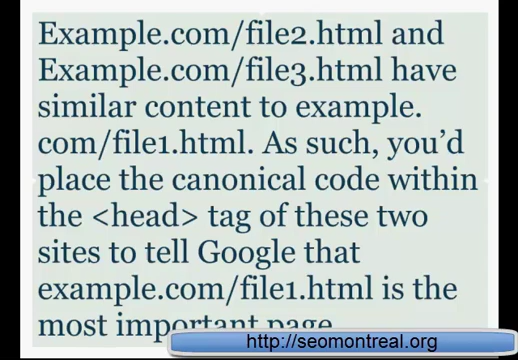 Example.com/file2.html and
Example.com/file3.html have
similar content to example.
com/file1.html. As such, you’d
place the canonical code within
the <head> tag of these two
sites to tell Google that
example.com/file1.html is the
most important page
http://seomontreal.org